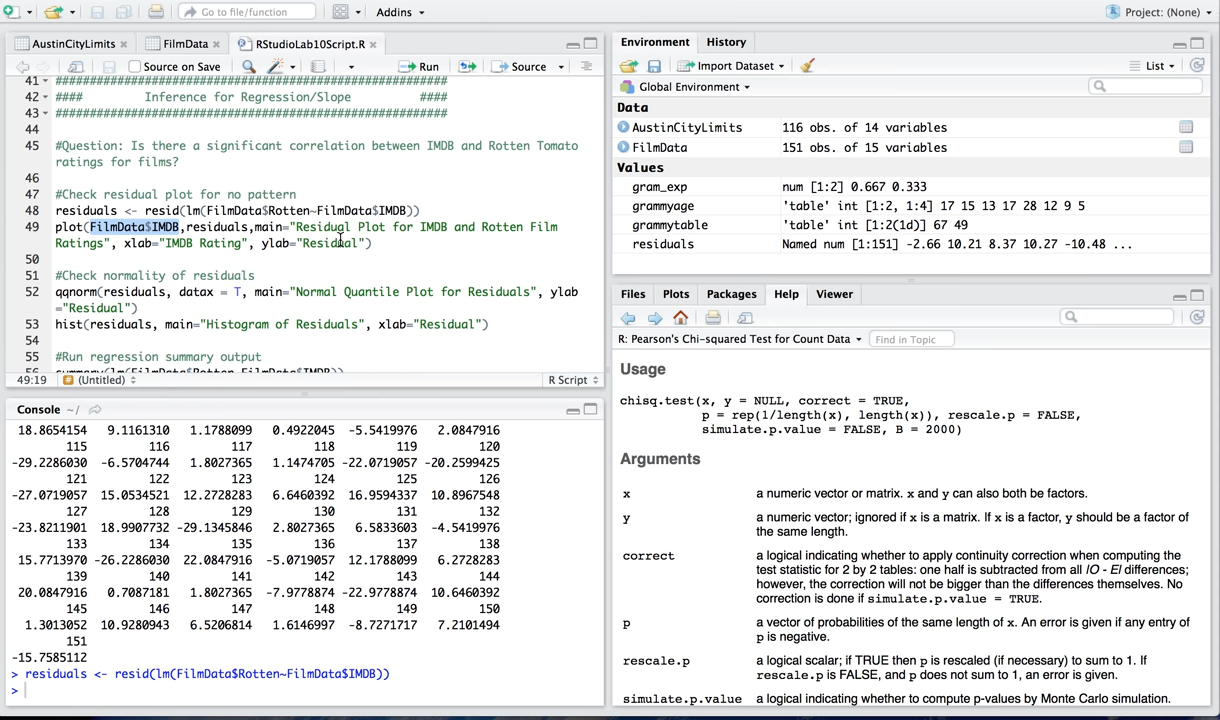 Go to file/function
Addins
Project: (None)
AustinCityLimits
FilmData
RStudioLab10Script.R
Source on Save
Run
Source
41 #########################################################
42 #### Inference for Regression/Slope ####
43 #########################################################
44
45 #Question: Is there a significant correlation between IMDB and Rotten Tomato
ratings for films?
46
47 #Check residual plot for no pattern
48 residuals <- resid(lm(FilmData$Rotten~FilmData$IMDB))
49 plot(FilmData$IMDB,residuals,main="Residual Plot for IMDB and Rotten Film
Ratings", xlab="IMDB Rating", ylab="Residual")
50
51 #Check normality of residuals
52 qqnorm(residuals, datax = T, main="Normal Quantile Plot for Residuals", ylab
="Residual")
53 hist(residuals, main="Histogram of Residuals", xlab="Residual")
54
55 #Run regression summary output
56 summary(lm(FilmData$Rotten~FilmData$IMDB))
49:19 (Untitled) R Script
Console ~/
18.8654154 9.1161310 1.1788099 0.4922045 -5.5419976 2.0847916
115 116 117 118 119 120
-29.2286030 -6.5704744 1.8027365 1.1474705 -22.0719057 -20.2599425
121 122 123 124 125 126
-27.0719057 15.0534521 12.2728283 6.6460392 16.9594337 10.8967548
127 128 129 130 131 132
-23.8211901 18.9907732 -29.1345846 2.8027365 6.5833603 -4.5419976
133 134 135 136 137 138
15.7713970 -26.2286030 22.0847916 -5.0719057 12.1788099 6.2728283
139 140 141 142 143 144
20.0847916 0.7087181 1.8027365 -7.9778874 -22.9778874 10.6460392
145 146 147 148 149 150
1.3013052 10.9280943 6.5206814 1.6146997 -8.7271717 7.2101494
151
-15.7585112
> residuals <- resid(lm(FilmData$Rotten~FilmData$IMDB))
>
Environment History
Import Dataset
List
Global Environment
Data
AustinCityLimits 116 obs. of 14 variables
FilmData 151 obs. of 15 variables
Values
gram_exp num [1:2] 0.667 0.333
grammyage 'table' int [1:2, 1:4] 17 15 13 17 28 12 9 5
grammytable 'table' int [1:2(1d)] 67 49
residuals Named num [1:151] -2.66 10.21 8.37 10.27 -10.48 ...
Files Plots Packages Help Viewer
R: Pearson's Chi-squared Test for Count Data
Find in Topic
Usage
chisq.test(x, y = NULL, correct = TRUE,
p = rep(1/length(x), length(x)), rescale.p = FALSE,
simulate.p.value = FALSE, B = 2000)
Arguments
x a numeric vector or matrix. x and y can also both be factors.
y a numeric vector; ignored if x is a matrix. If x is a factor, y should be a factor of
the same length.
correct a logical indicating whether to apply continuity correction when computing the
test statistic for 2 by 2 tables: one half is subtracted from all |O - E| differences;
however, the correction will not be bigger than the differences themselves. No
correction is done if simulate.p.value = TRUE.
p a vector of probabilities of the same length of x. An error is given if any entry of
p is negative.
rescale.p a logical scalar; if TRUE then p is rescaled (if necessary) to sum to 1. If
rescale.p is FALSE, and p does not sum to 1, an error is given.
simulate.p.value a logical indicating whether to compute p-values by Monte Carlo simulation.